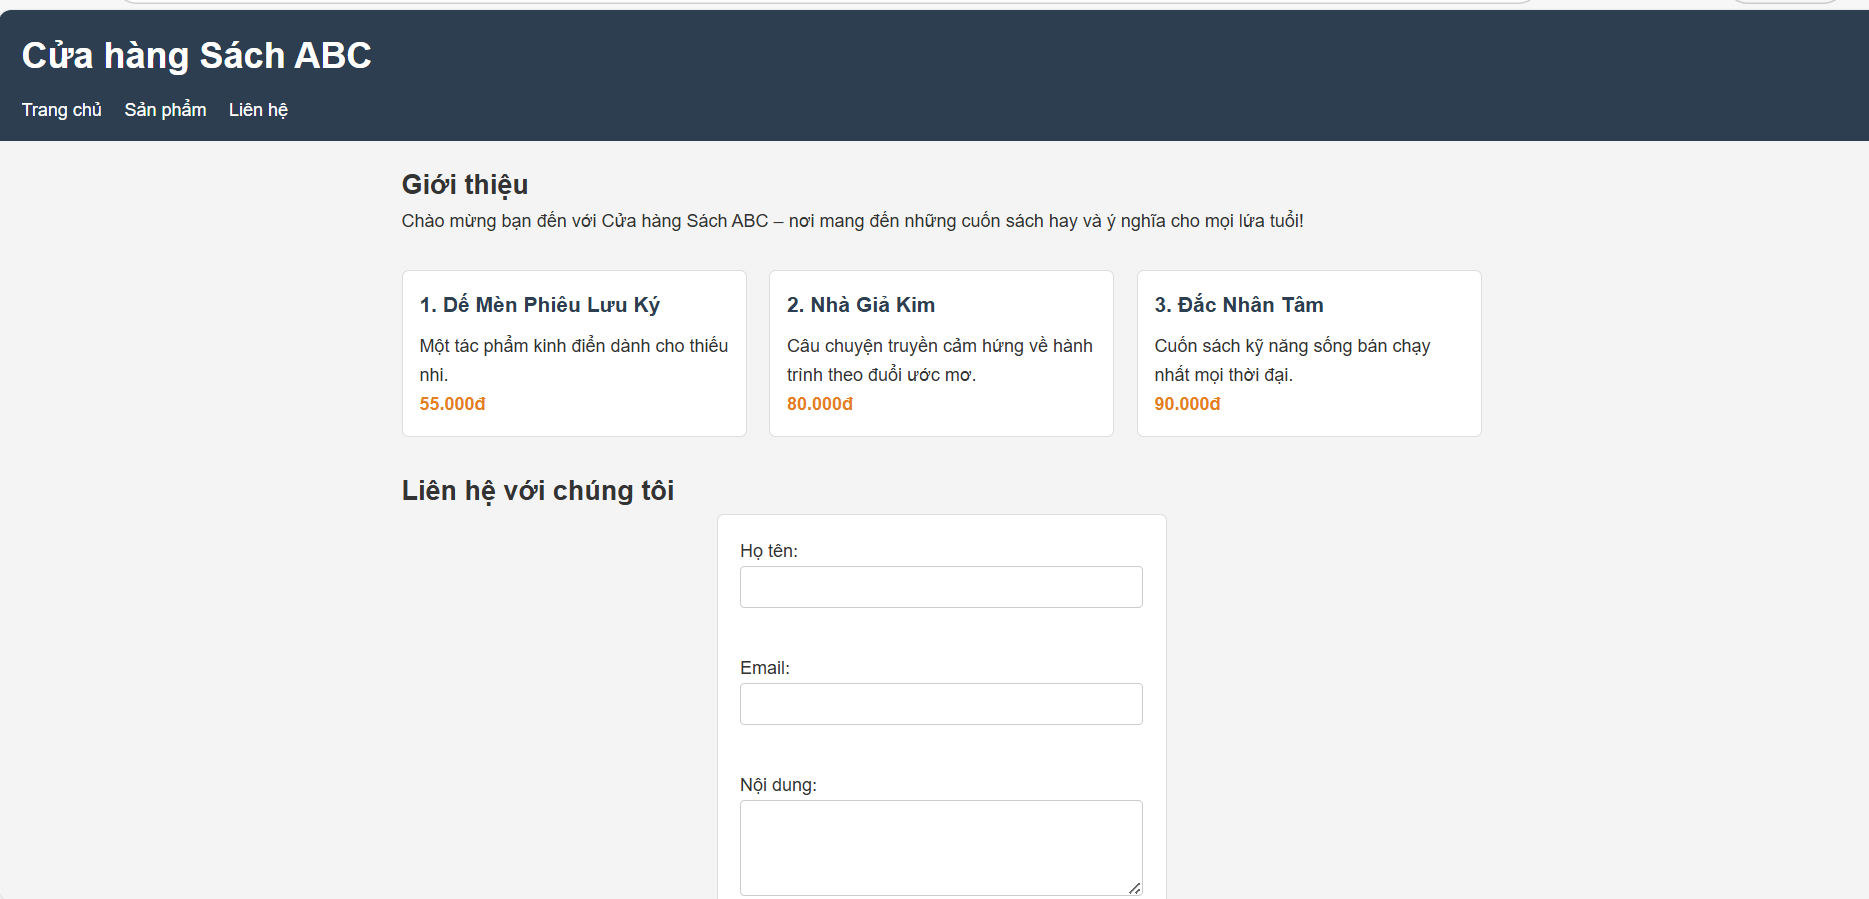 Cửa hàng Sách ABC
Trang chủ Sản phẩm Liên hệ
Giới thiệu
Chào mừng bạn đến với Cửa hàng Sách ABC – nơi mang đến những cuốn sách hay và ý nghĩa cho mọi lứa tuổi!
1. Dế Mèn Phiêu Lưu Ký
Một tác phẩm kinh điển dành cho thiếu
nhi.
55.000đ
2. Nhà Giả Kim
Câu chuyện truyền cảm hứng về hành
trình theo đuổi ước mơ.
80.000đ
3. Đắc Nhân Tâm
Cuốn sách kỹ năng sống bán chạy
nhất mọi thời đại.
90.000đ
Liên hệ với chúng tôi
Họ tên:
Email:
Nội dung: